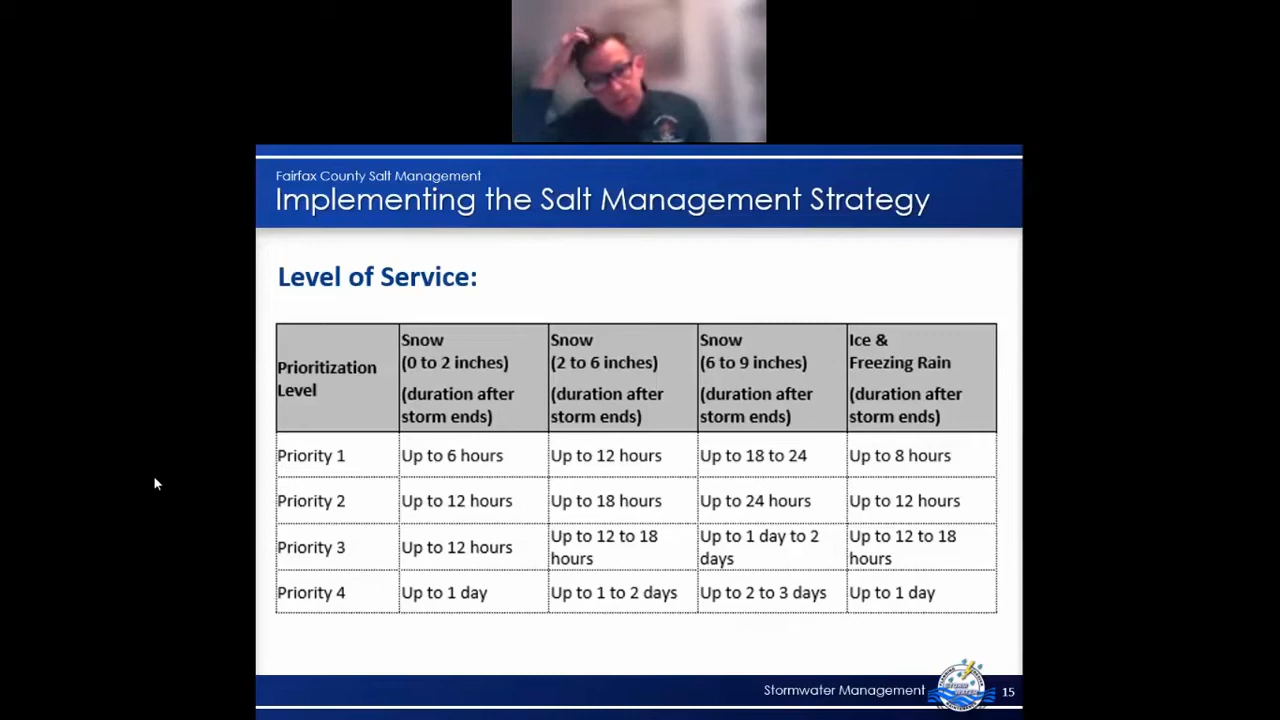 Fairfax County Salt Management
Implementing the Salt Management Strategy
Level of Service:
Prioritization
Level
Snow
(0 to 2 inches)
(duration after
storm ends)
Snow
(2 to 6 inches)
(duration after
storm ends)
Snow
(6 to 9 inches)
(duration after
storm ends)
Ice &
Freezing Rain
(duration after
storm ends)
Priority 1
Up to 6 hours
Up to 12 hours
Up to 18 to 24
Up to 8 hours
Priority 2
Up to 12 hours
Up to 18 hours
Up to 24 hours
Up to 12 hours
Priority 3
Up to 12 hours
Up to 12 to 18
hours
Up to 1 day to 2
days
Up to 12 to 18
hours
Priority 4
Up to 1 day
Up to 1 to 2 days
Up to 2 to 3 days
Up to 1 day
Stormwater Management
15